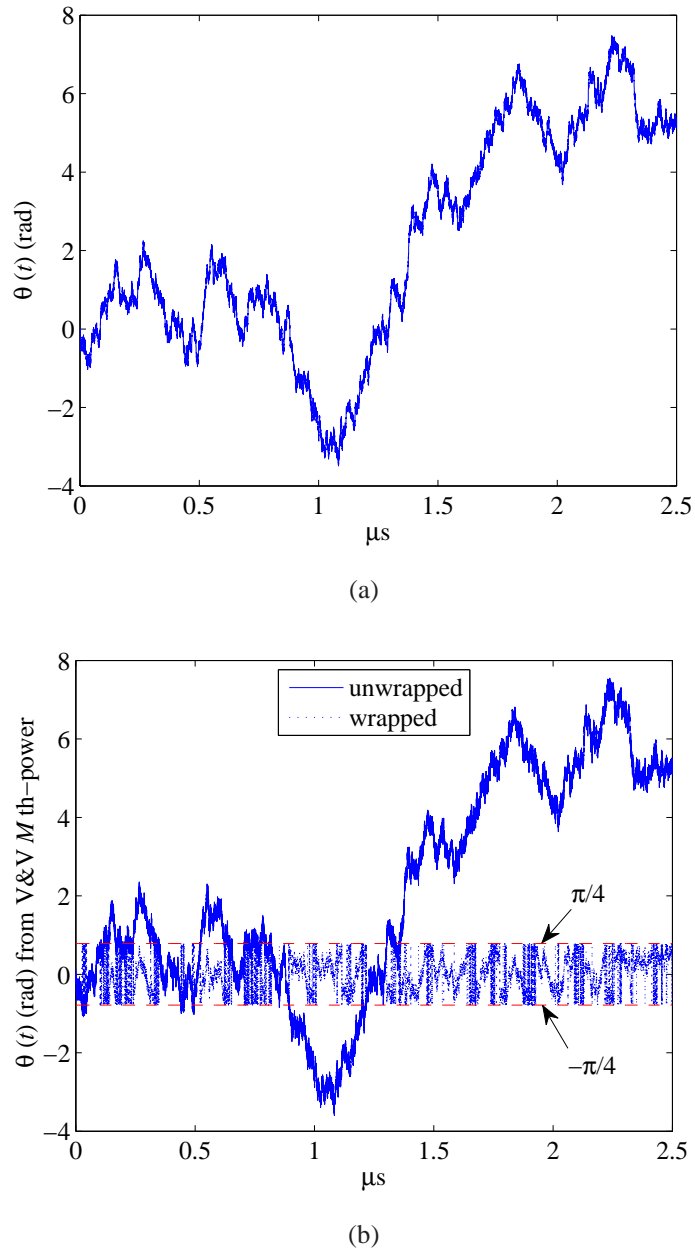 8
6
4
2
0
−2
−4
θ (t) (rad)
0
0.5
1
1.5
2
2.5
μs
(a)
8
6
4
2
0
−2
−4
θ (t) (rad) from V&V M th−power
unwrapped
wrapped
π/4
−π/4
0
0.5
1
1.5
2
2.5
μs
(b)